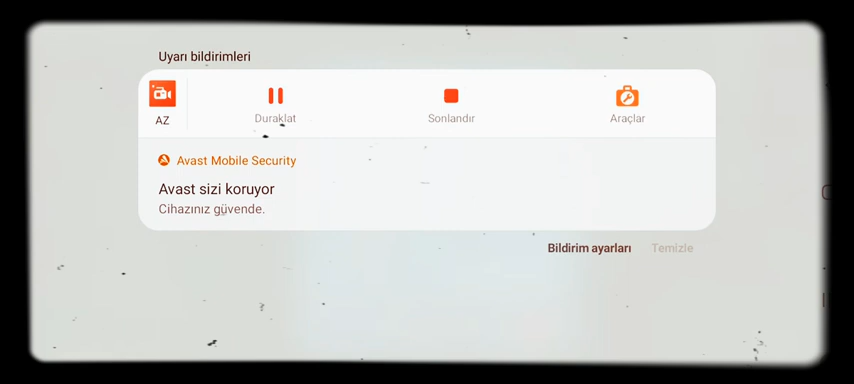 Uyarı bildirimleri
AZ
Duraklat
Sonlandır
Araçlar
Avast Mobile Security
Avast sizi koruyor
Cihazınız güvende.
Bildirim ayarları
Temizle